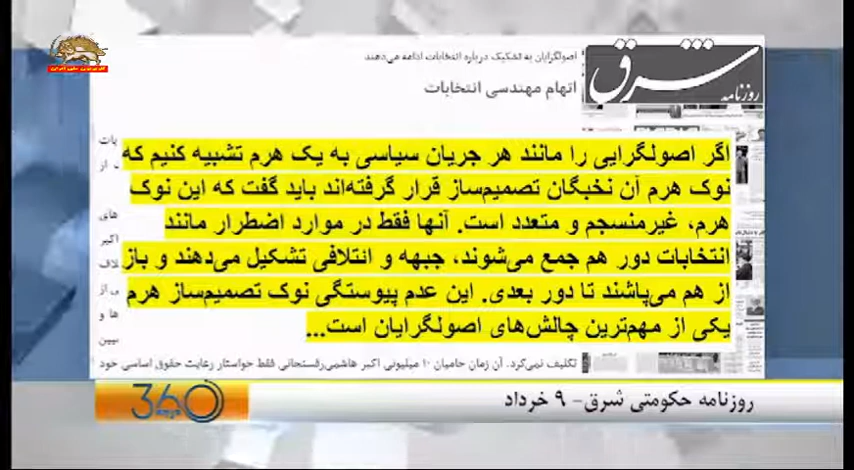 اصولگرایان به تشکیک درباره انتخابات ادامه می‌دهند
روزنامه شرق
اتهام مهندسی انتخابات
اگر اصولگرایی را مانند هر جریان سیاسی به یک هرم تشبیه کنیم که
نوک هرم آن نخبگان تصمیم‌ساز قرار گرفته‌اند باید گفت که این نوک
هرم، غیرمنسجم و متعدد است. آنها فقط در موارد اضطرار مانند
انتخابات دور هم جمع می‌شوند، جبهه و ائتلافی تشکیل می‌دهند و باز
از هم می‌پاشند تا دور بعدی. این عدم پیوستگی نوک تصمیم‌ساز هرم
یکی از مهم‌ترین چالش‌های اصولگرایان است...
تکلیف نمی‌کرد. آن زمان حامیان ۱۰ میلیونی اکبر هاشمی‌رفسنجانی فقط خواستار رعایت حقوق اساسی خود
روزنامه حکومتی شرق- ۹ خرداد
360